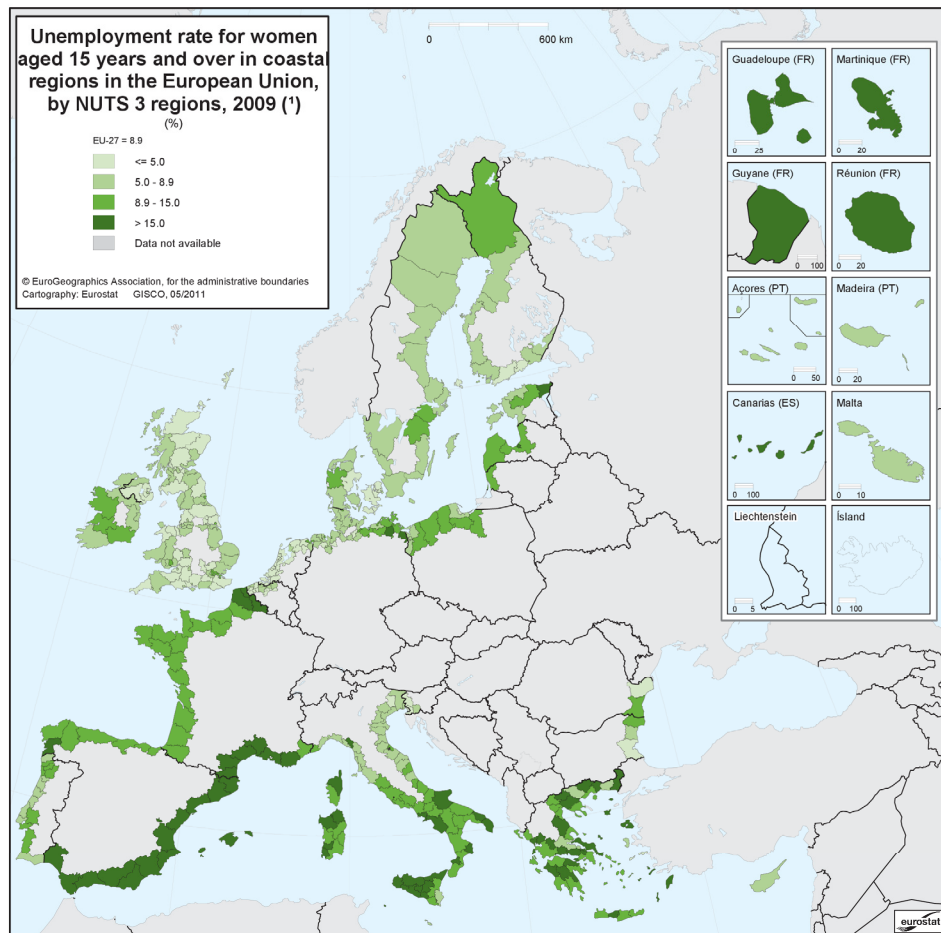 Unemployment rate for women
aged 15 years and over in coastal
regions in the European Union,
by NUTS 3 regions, 2009 (¹)
(%)
EU-27 = 8.9
<= 5.0
5.0 - 8.9
8.9 - 15.0
> 15.0
Data not available
© EuroGeographics Association, for the administrative boundaries
Cartography: Eurostat GISCO, 05/2011
0 600 km
Guadeloupe (FR)
0 25
Martinique (FR)
0 20
Guyane (FR)
0 100
Réunion (FR)
0 20
Açores (PT)
0 50
Madeira (PT)
0 20
Canarias (ES)
0 100
Malta
0 10
Liechtenstein
0 5
Ísland
0 100
eurostat